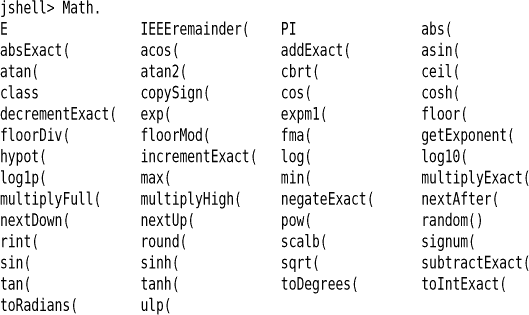 jshell> Math.
E IEEEremainder( PI abs(
absExact( acos( addExact( asin(
atan( atan2( cbrt( ceil(
class copySign( cos( cosh(
decrementExact( exp( expm1( floor(
floorDiv( floorMod( fma( getExponent(
hypot( incrementExact( log( log10(
log1p( max( min( multiplyExact(
multiplyFull( multiplyHigh( negateExact( nextAfter(
nextDown( nextUp( pow( random()
rint( round( scalb( signum(
sin( sinh( sqrt( subtractExact(
tan( tanh( toDegrees( toIntExact(
toRadians( ulp(